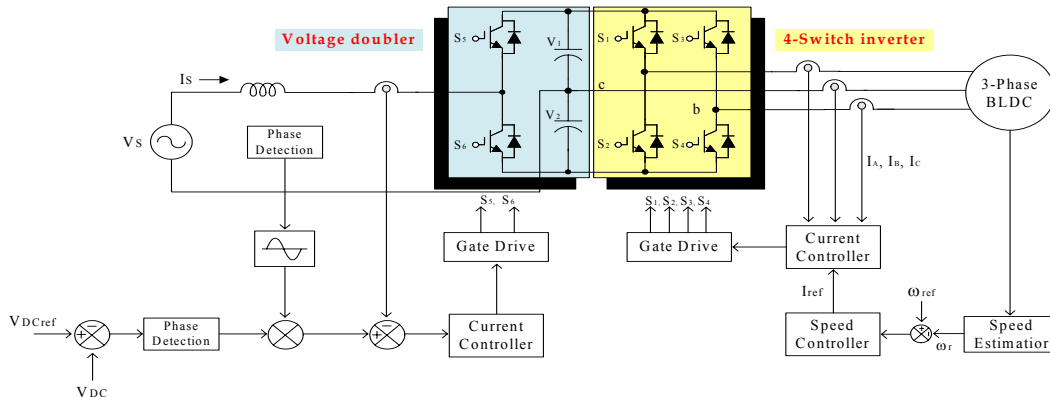 Voltage doubler
4-Switch inverter
S5
V1
S1
S3
Is
c
3-Phase
BLDC
Vs
Phase
Detection
V2
b
S6
S2
S4
IA, IB, IC
S5, S6
S1, S2, S3, S4
Gate Drive
Gate Drive
Current
Controller
Iref
ωref
VDCref
Phase
Detection
Current
Controller
Speed
Controller
ωr
Speed
Estimatior
VDC